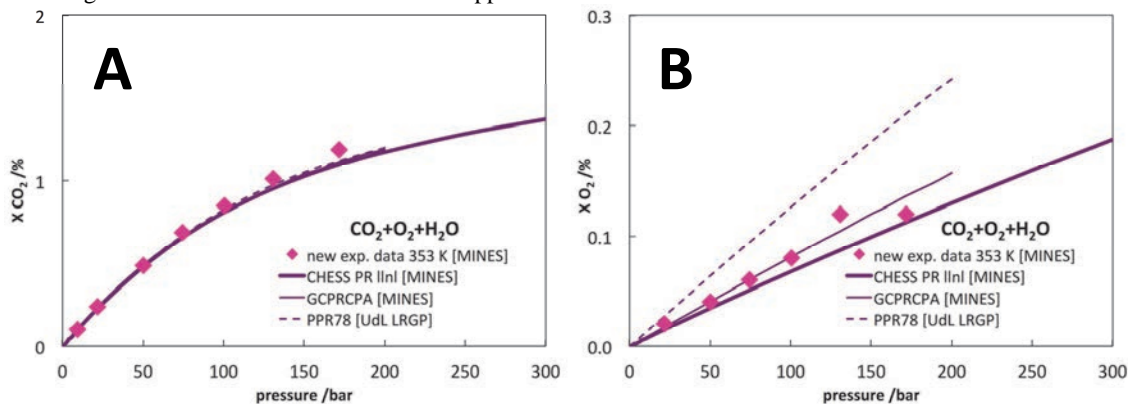 A
X CO2 /%
2
1
0
CO2+O2+H2O
new exp. data 353 K [MINES]
CHESS PR llnl [MINES]
GCPRCPA [MINES]
PPR78 [UdL LRGP]
0 50 100 150 200 250 300
pressure /bar
B
X O2 /%
0.3
0.2
0.1
0.0
CO2+O2+H2O
new exp. data 353 K [MINES]
CHESS PR llnl [MINES]
GCPRCPA [MINES]
PPR78 [UdL LRGP]
0 50 100 150 200 250 300
pressure /bar